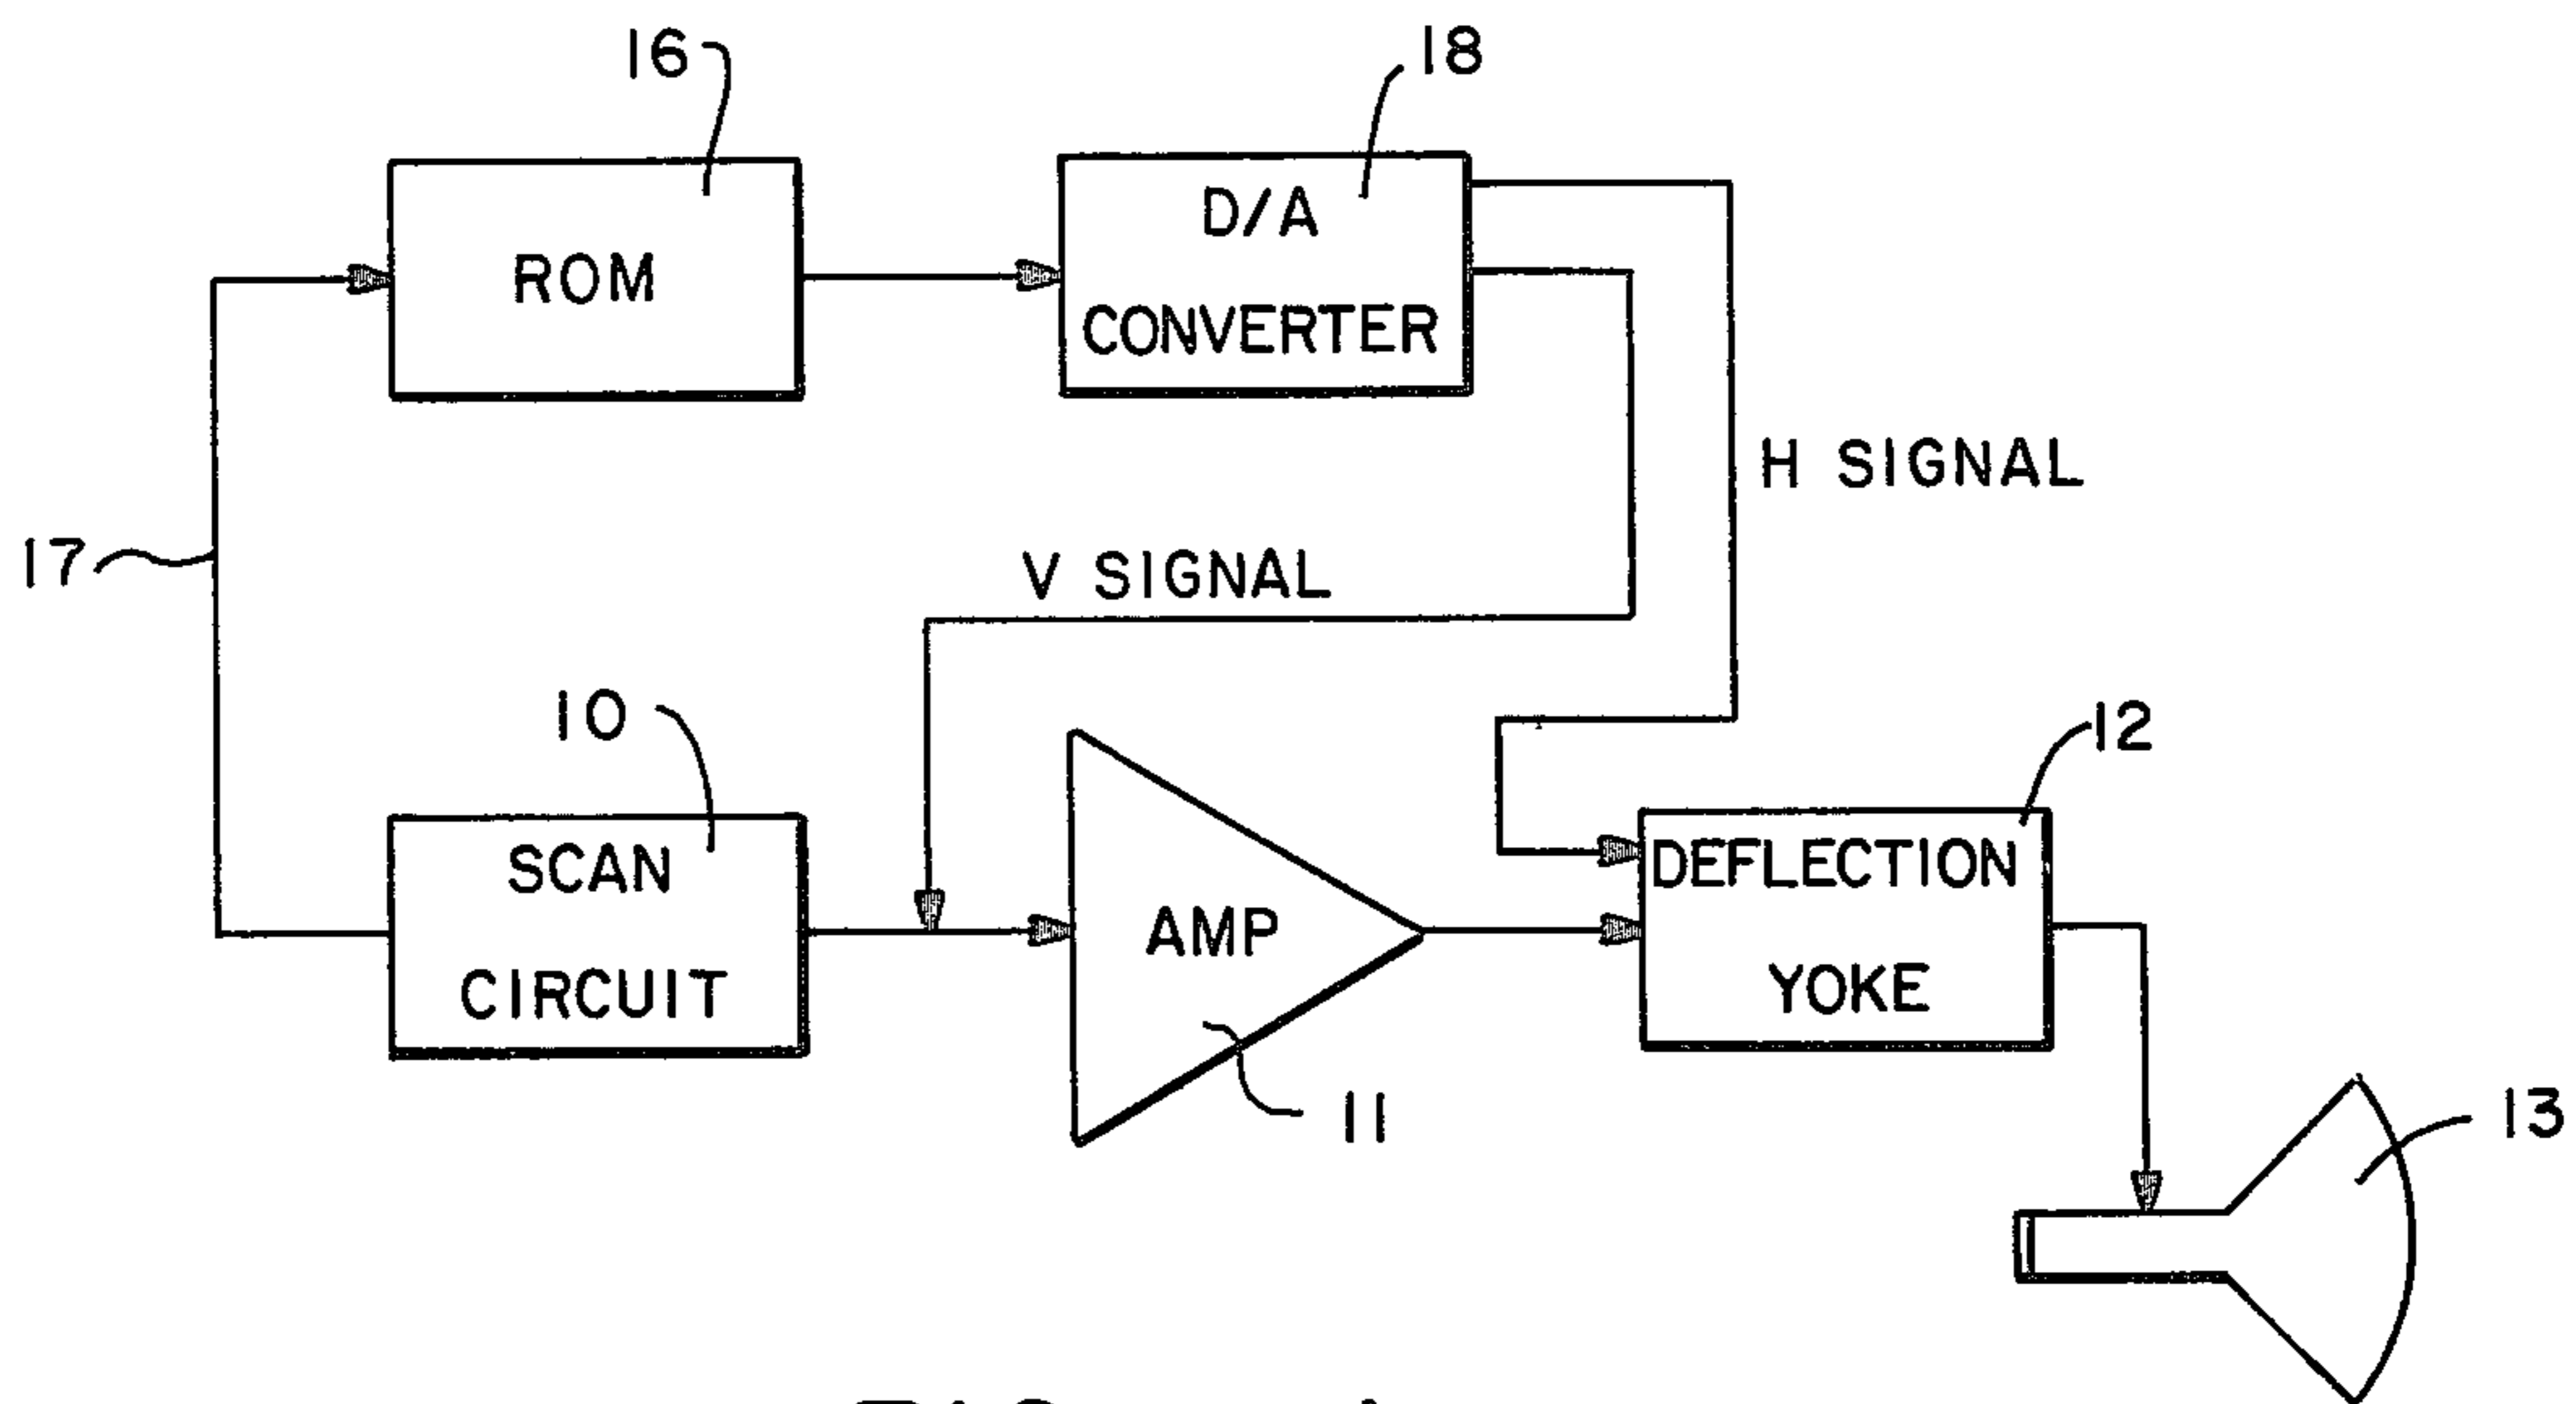 16
18
ROM
D/A
CONVERTER
H SIGNAL
17
V SIGNAL
10
12
SCAN
CIRCUIT
AMP
DEFLECTION
YOKE
11
13